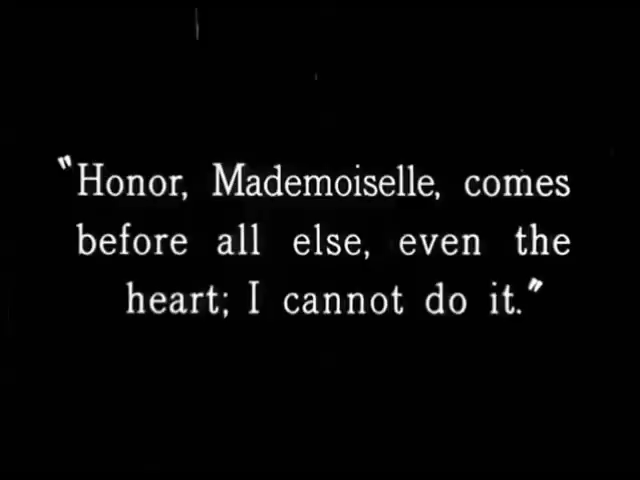 "Honor, Mademoiselle, comes
before all else, even the
heart; I cannot do it."